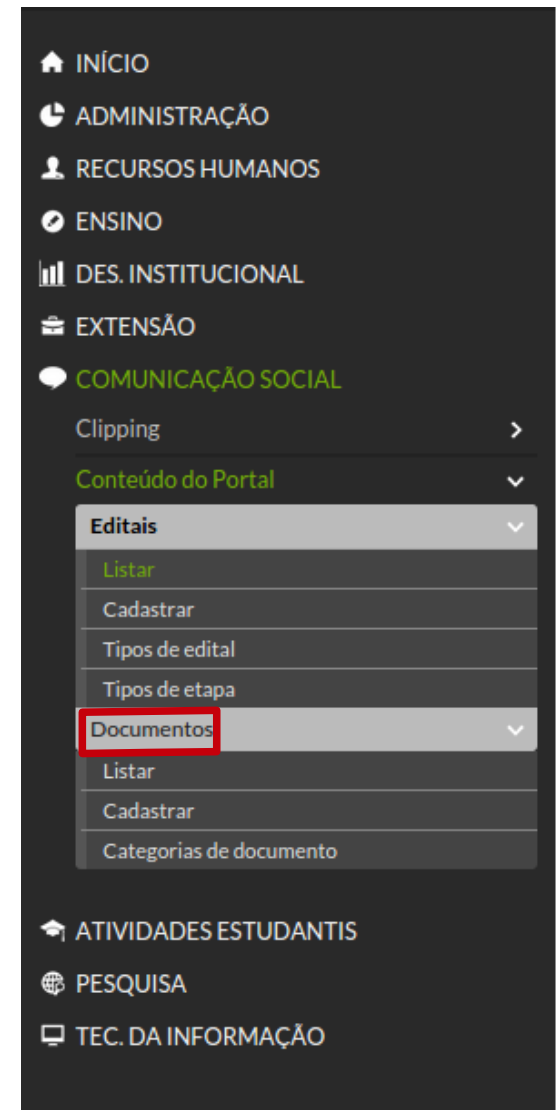 INÍCIO
ADMINISTRAÇÃO
RECURSOS HUMANOS
ENSINO
DES. INSTITUCIONAL
EXTENSÃO
COMUNICAÇÃO SOCIAL
Clipping
Conteúdo do Portal
Editais
Listar
Cadastrar
Tipos de edital
Tipos de etapa
Documentos
Listar
Cadastrar
Categorias de documento
ATIVIDADES ESTUDANTIS
PESQUISA
TEC. DA INFORMAÇÃO